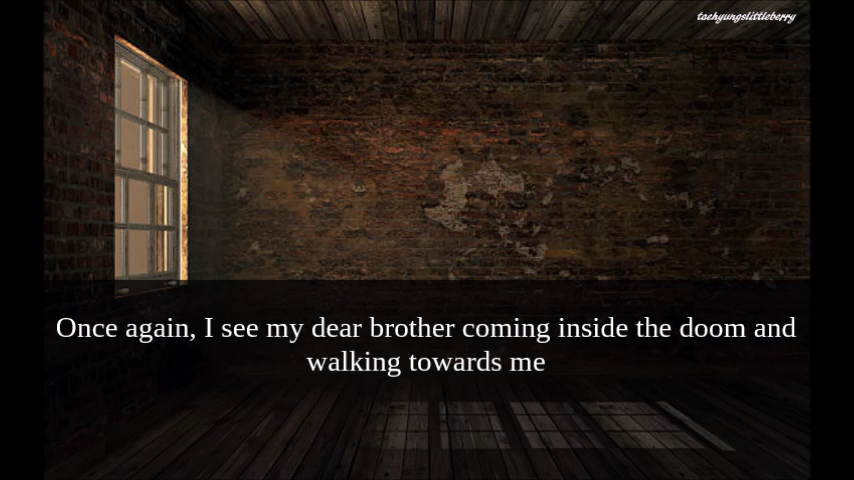 taehyungslittleberry
Once again, I see my dear brother coming inside the doom and
walking towards me